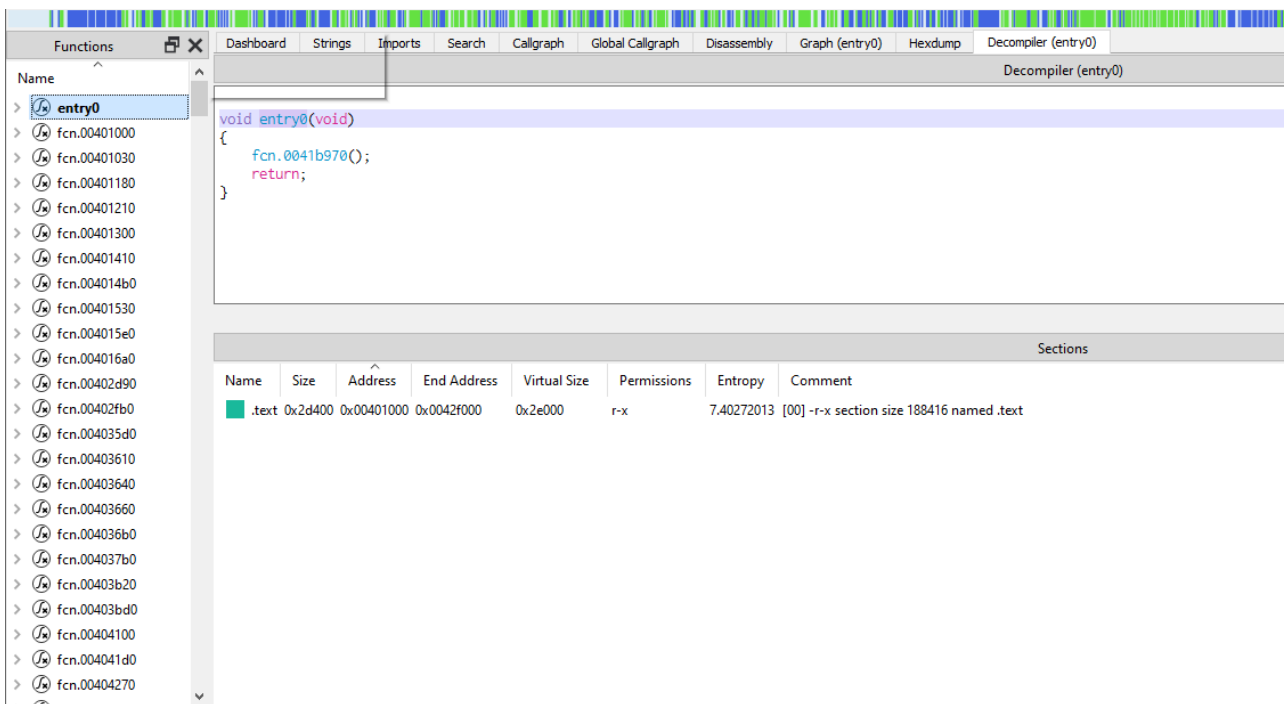 Functions
Dashboard Strings Imports Search Callgraph Global Callgraph Disassembly Graph (entry0) Hexdump Decompiler (entry0)
Name
Decompiler (entry0)
entry0
fcn.00401000
fcn.00401030
fcn.00401180
fcn.00401210
fcn.00401300
fcn.00401410
fcn.004014b0
fcn.00401530
fcn.004015e0
fcn.004016a0
fcn.00402d90
fcn.00402fb0
fcn.004035d0
fcn.00403610
fcn.00403640
fcn.00403660
fcn.004036b0
fcn.004037b0
fcn.00403b20
fcn.00403bd0
fcn.00404100
fcn.004041d0
fcn.00404270
void entry0(void)
{
fcn.0041b970();
return;
}
Sections
Name Size Address End Address Virtual Size Permissions Entropy Comment
.text 0x2d400 0x00401000 0x0042f000 0x2e000 r-x 7.40272013 [00] -r-x section size 188416 named .text